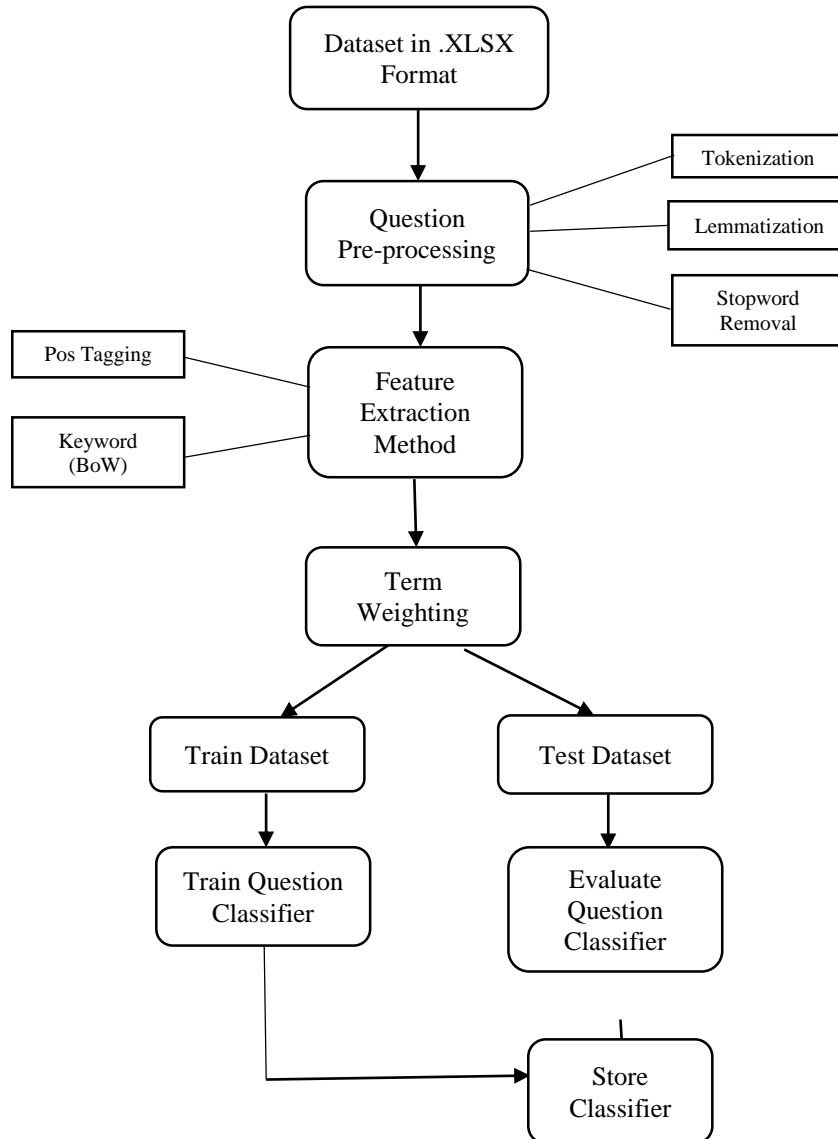 Dataset in .XLSX
Format
Tokenization
Question
Pre-processing
Lemmatization
Stopword
Removal
Pos Tagging
Feature
Extraction
Method
Keyword
(BoW)
Term
Weighting
Train Dataset
Test Dataset
Train Question
Classifier
Evaluate
Question
Classifier
Store
Classifier